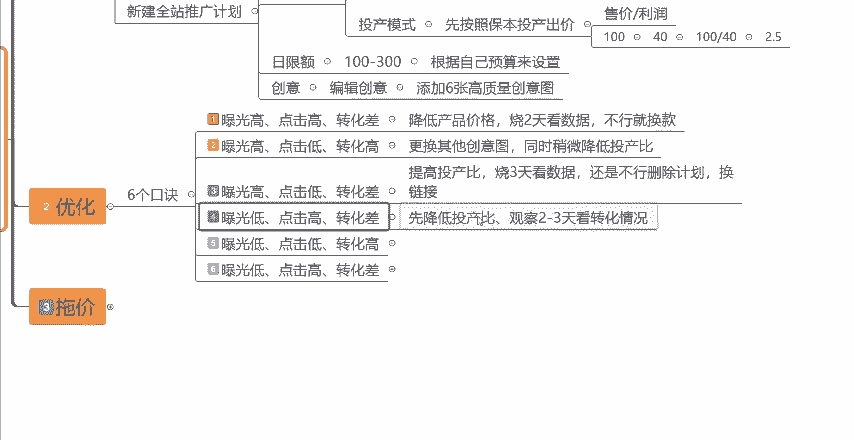 新建全站推广计划
投产模式 先按照保本投产出价
售价/利润
100 40 100/40 2.5
日限额 100-300 根据自己预算来设置
创意 编辑创意 添加6张高质量创意图
2 优化
6个口诀
1 曝光高、点击高、转化差 降低产品价格，烧2天看数据，不行就换款
2 曝光高、点击低、转化高 更换其他创意图，同时稍微降低投产比
3 曝光高、点击低、转化差 提高投产比，烧3天看数据，还是不行删除计划，换
链接
4 曝光低、点击高、转化差 先降低投产比、观察2-3天看转化情况
5 曝光低、点击低、转化高
6 曝光低、点击高、转化差
3 拖价